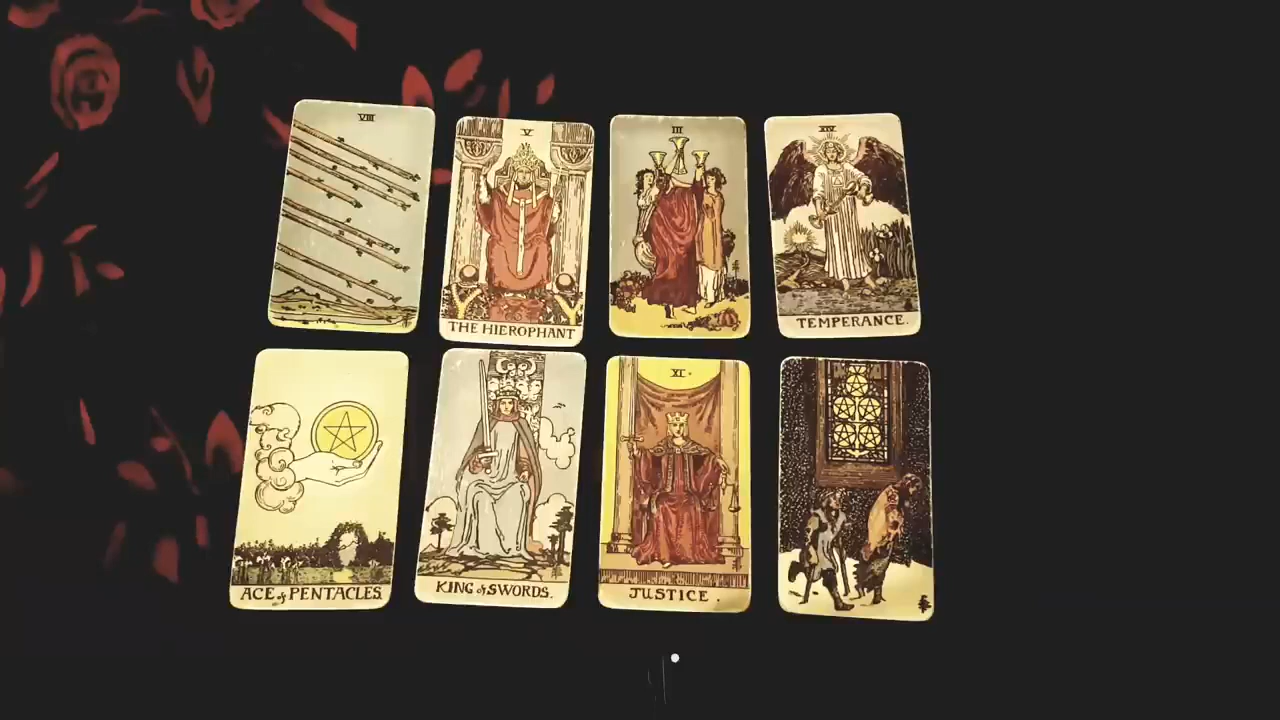 VIII
V
THE HIEROPHANT
III
XIV
TEMPERANCE.
ACE of PENTACLES.
KING of SWORDS.
XI.
JUSTICE.